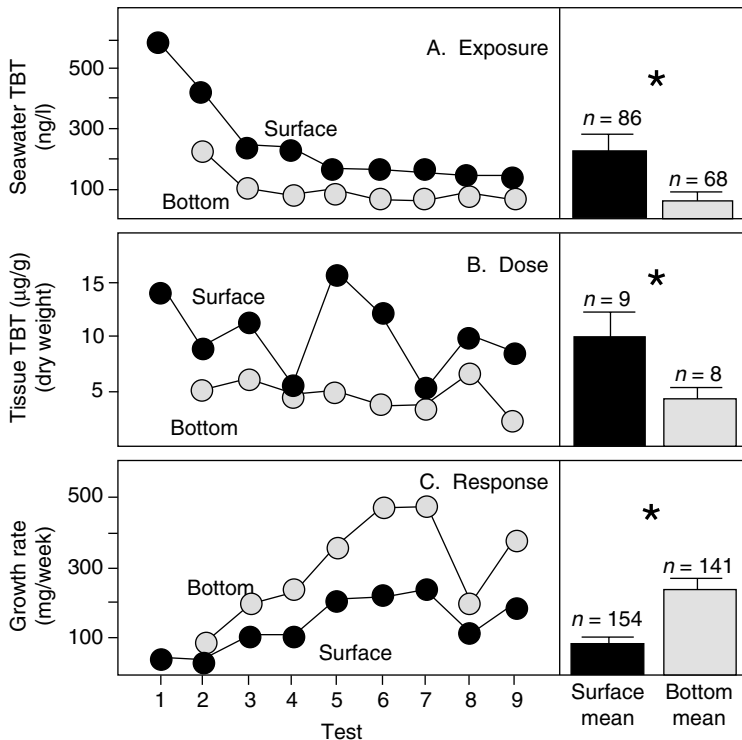 Seawater TBT
(ng/l)
500
300
100
A. Exposure
Surface
Bottom
*
n = 86
n = 68
Tissue TBT (µg/g)
(dry weight)
15
10
5
B. Dose
Surface
Bottom
*
n = 9
n = 8
Growth rate
(mg/week)
500
300
100
C. Response
Bottom
Surface
*
n = 154
n = 141
1 2 3 4 5 6 7 8 9
Test
Surface
mean
Bottom
mean